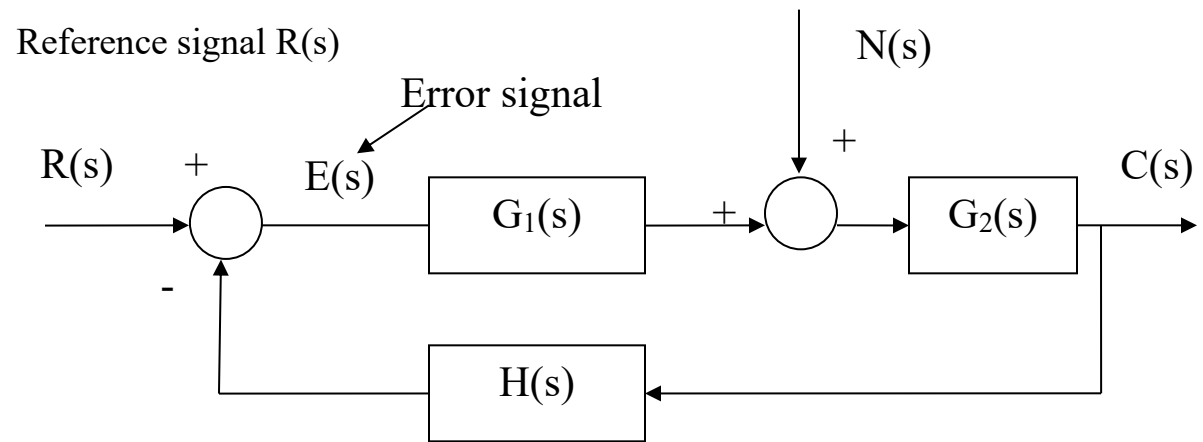 Reference signal R(s)
N(s)
Error signal
R(s)
+
E(s)
+
C(s)
G₁(s)
+
G₂(s)
-
H(s)